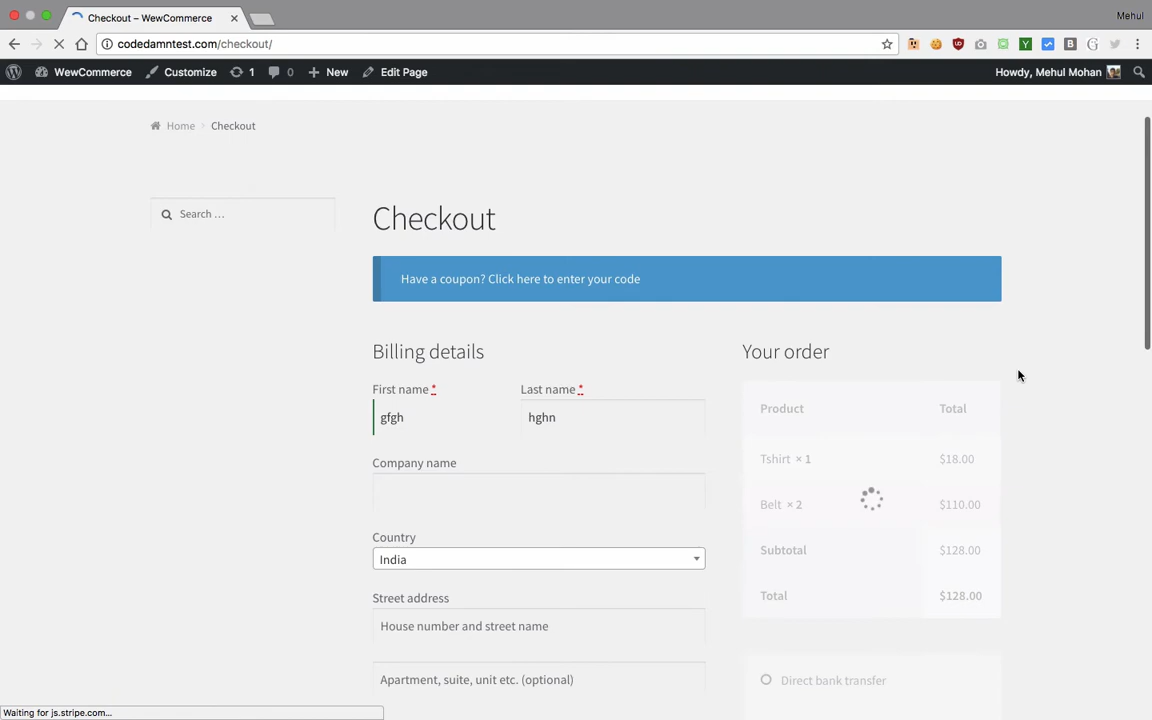 Checkout – WewCommerce
Mehul
codedamntest.com/checkout/
WewCommerce
Customize
1
0
New
Edit Page
Howdy, Mehul Mohan
Home
Checkout
Search …
Checkout
Have a coupon? Click here to enter your code
Billing details
Your order
First name *
Last name *
gfgh
hghn
Product
Total
Company name
Tshirt × 1
$18.00
Belt × 2
$110.00
Country
India
Subtotal
$128.00
Street address
Total
$128.00
House number and street name
Apartment, suite, unit etc. (optional)
Direct bank transfer
Waiting for js.stripe.com...